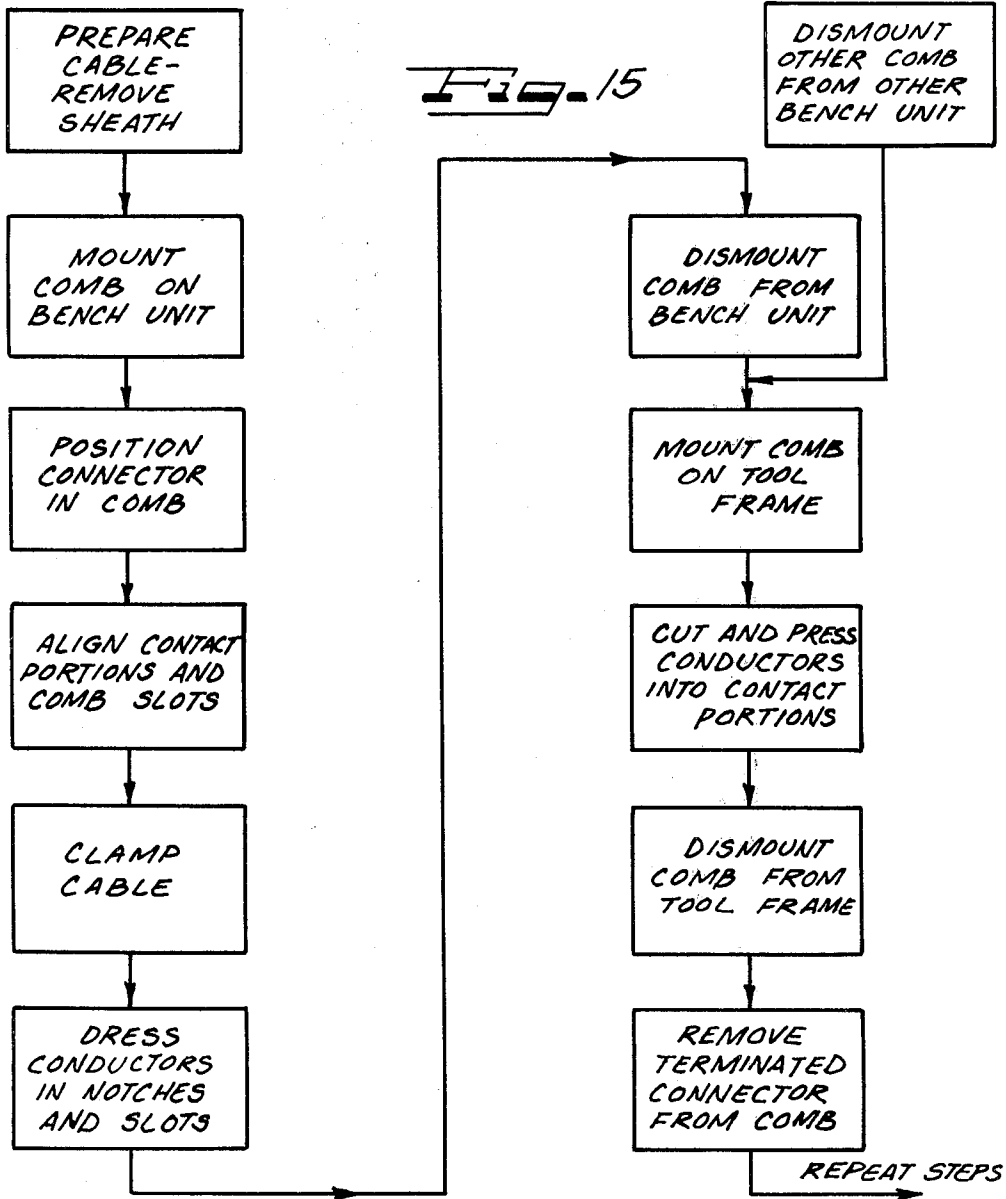 Fig. 15
PREPARE
CABLE-
REMOVE
SHEATH
MOUNT
COMB ON
BENCH UNIT
POSITION
CONNECTOR
IN COMB
ALIGN CONTACT
PORTIONS AND
COMB SLOTS
CLAMP
CABLE
DRESS
CONDUCTORS
IN NOTCHES
AND SLOTS
DISMOUNT
OTHER COMB
FROM OTHER
BENCH UNIT
DISMOUNT
COMB FROM
BENCH UNIT
MOUNT COMB
ON TOOL
FRAME
CUT AND PRESS
CONDUCTORS
INTO CONTACT
PORTIONS
DISMOUNT
COMB FROM
TOOL FRAME
REMOVE
TERMINATED
CONNECTOR
FROM COMB
REPEAT STEPS